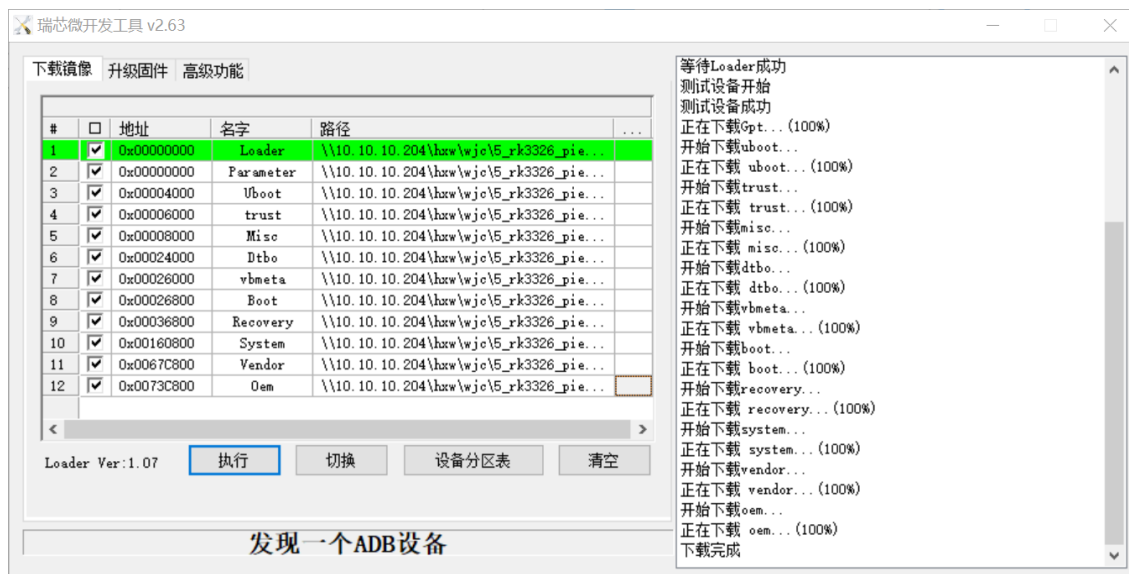 瑞芯微开发工具 v2.63
下载镜像 升级固件 高级功能
# 地址 名字 路径 ...
1 0x00000000 Loader \\10.10.10.204\hxw\wjc\5_rk3326_pie...
2 0x00000000 Parameter \\10.10.10.204\hxw\wjc\5_rk3326_pie...
3 0x00004000 Uboot \\10.10.10.204\hxw\wjc\5_rk3326_pie...
4 0x00006000 trust \\10.10.10.204\hxw\wjc\5_rk3326_pie...
5 0x00008000 Misc \\10.10.10.204\hxw\wjc\5_rk3326_pie...
6 0x00024000 Dtbo \\10.10.10.204\hxw\wjc\5_rk3326_pie...
7 0x00026000 vbmeta \\10.10.10.204\hxw\wjc\5_rk3326_pie...
8 0x00026800 Boot \\10.10.10.204\hxw\wjc\5_rk3326_pie...
9 0x00036800 Recovery \\10.10.10.204\hxw\wjc\5_rk3326_pie...
10 0x00160800 System \\10.10.10.204\hxw\wjc\5_rk3326_pie...
11 0x0067C800 Vendor \\10.10.10.204\hxw\wjc\5_rk3326_pie...
12 0x0073C800 Oem \\10.10.10.204\hxw\wjc\5_rk3326_pie...
Loader Ver:1.07 执行 切换 设备分区表 清空
发现一个ADB设备
等待Loader成功
测试设备开始
测试设备成功
正在下载Gpt...(100%)
开始下载uboot...
正在下载 uboot...(100%)
开始下载trust...
正在下载 trust...(100%)
开始下载misc...
正在下载 misc...(100%)
开始下载dtbo...
正在下载 dtbo...(100%)
开始下载vbmeta...
正在下载 vbmeta...(100%)
开始下载boot...
正在下载 boot...(100%)
开始下载recovery...
正在下载 recovery...(100%)
开始下载system...
正在下载 system...(100%)
开始下载vendor...
正在下载 vendor...(100%)
开始下载oem...
正在下载 oem...(100%)
下载完成